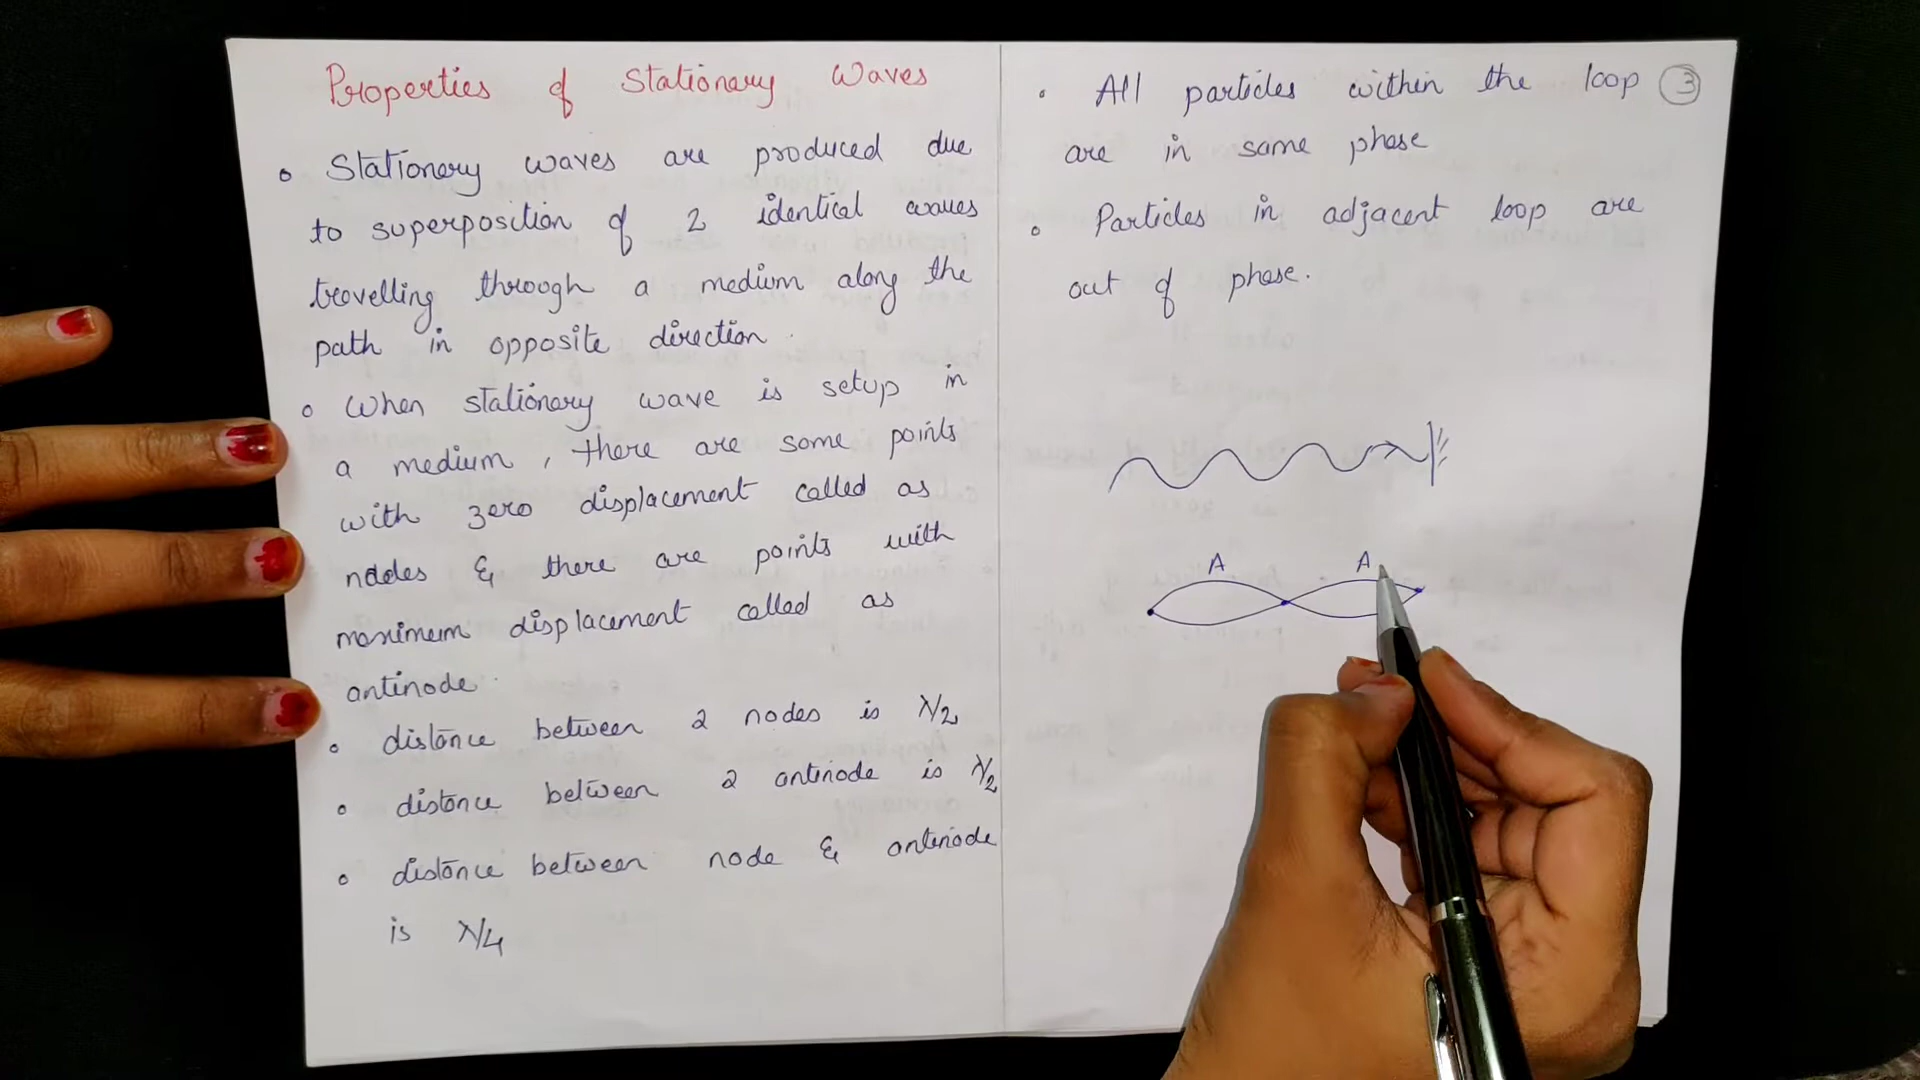 Properties of Stationary Waves
Stationary waves are produced due
to superposition of 2 identical waves
travelling through a medium along the
path in opposite direction.
When stationary wave is setup in
a medium, there are some points
with zero displacement called as
nodes & there are points with
maximum displacement called as
antinode.
distance between 2 nodes is λ/2
distance between 2 antinode is λ/2
distance between node & antinode
is λ/4
All particles within the loop 3
are in same phase
Particles in adjacent loop are
out of phase.
A A